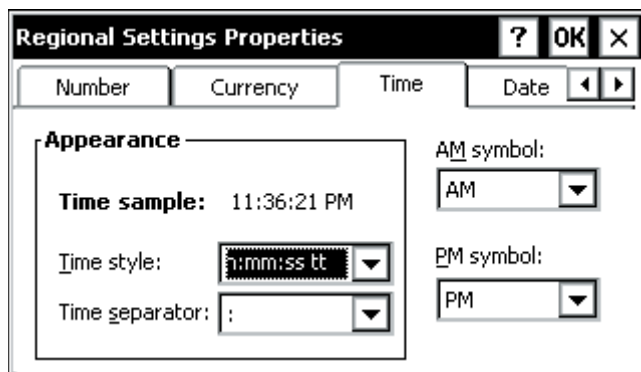 Regional Settings Properties ? OK ×
Number Currency Time Date
Appearance
Time sample: 11:36:21 PM
Time style: h:mm:ss tt
Time separator: :
AM symbol:
AM
PM symbol:
PM